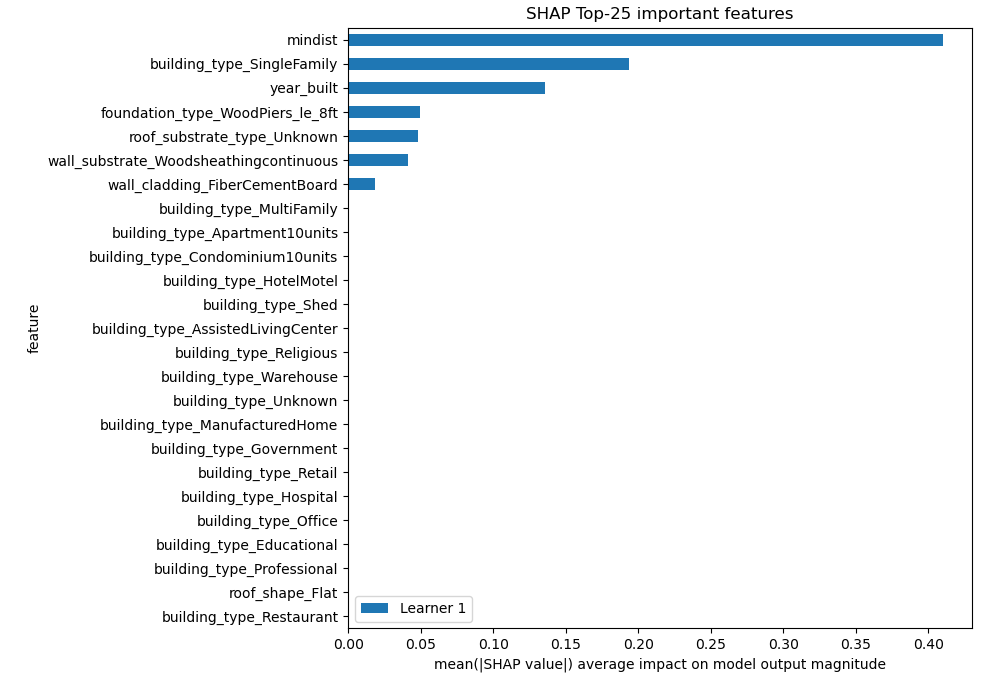 SHAP Top-25 important features
mindist
building_type_SingleFamily
year_built
foundation_type_WoodPiers_le_8ft
roof_substrate_type_Unknown
wall_substrate_Woodsheathingcontinuous
wall_cladding_FiberCementBoard
building_type_MultiFamily
building_type_Apartment10units
building_type_Condominium10units
building_type_HotelMotel
building_type_Shed
building_type_AssistedLivingCenter
building_type_Religious
building_type_Warehouse
building_type_Unknown
building_type_ManufacturedHome
building_type_Government
building_type_Retail
building_type_Hospital
building_type_Office
building_type_Educational
building_type_Professional
roof_shape_Flat
building_type_Restaurant
feature
Learner 1
0.00 0.05 0.10 0.15 0.20 0.25 0.30 0.35 0.40
mean(|SHAP value|) average impact on model output magnitude